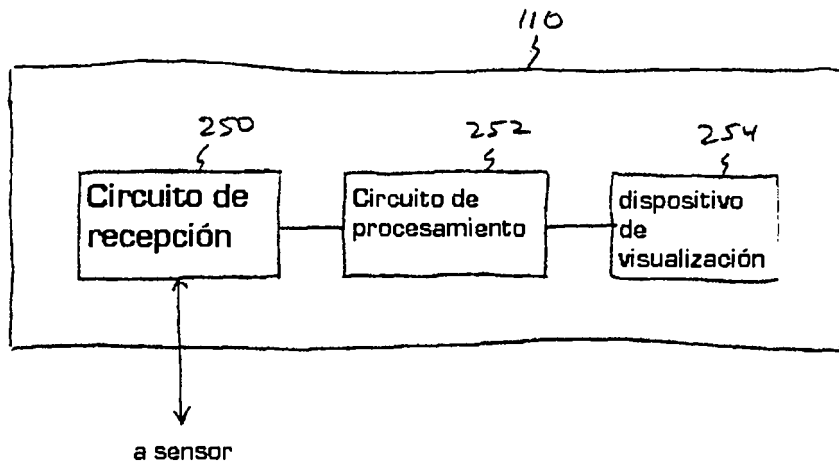 110
250
252
254
Circuito de
recepción
Circuito de
procesamiento
dispositivo
de
visualización
a sensor